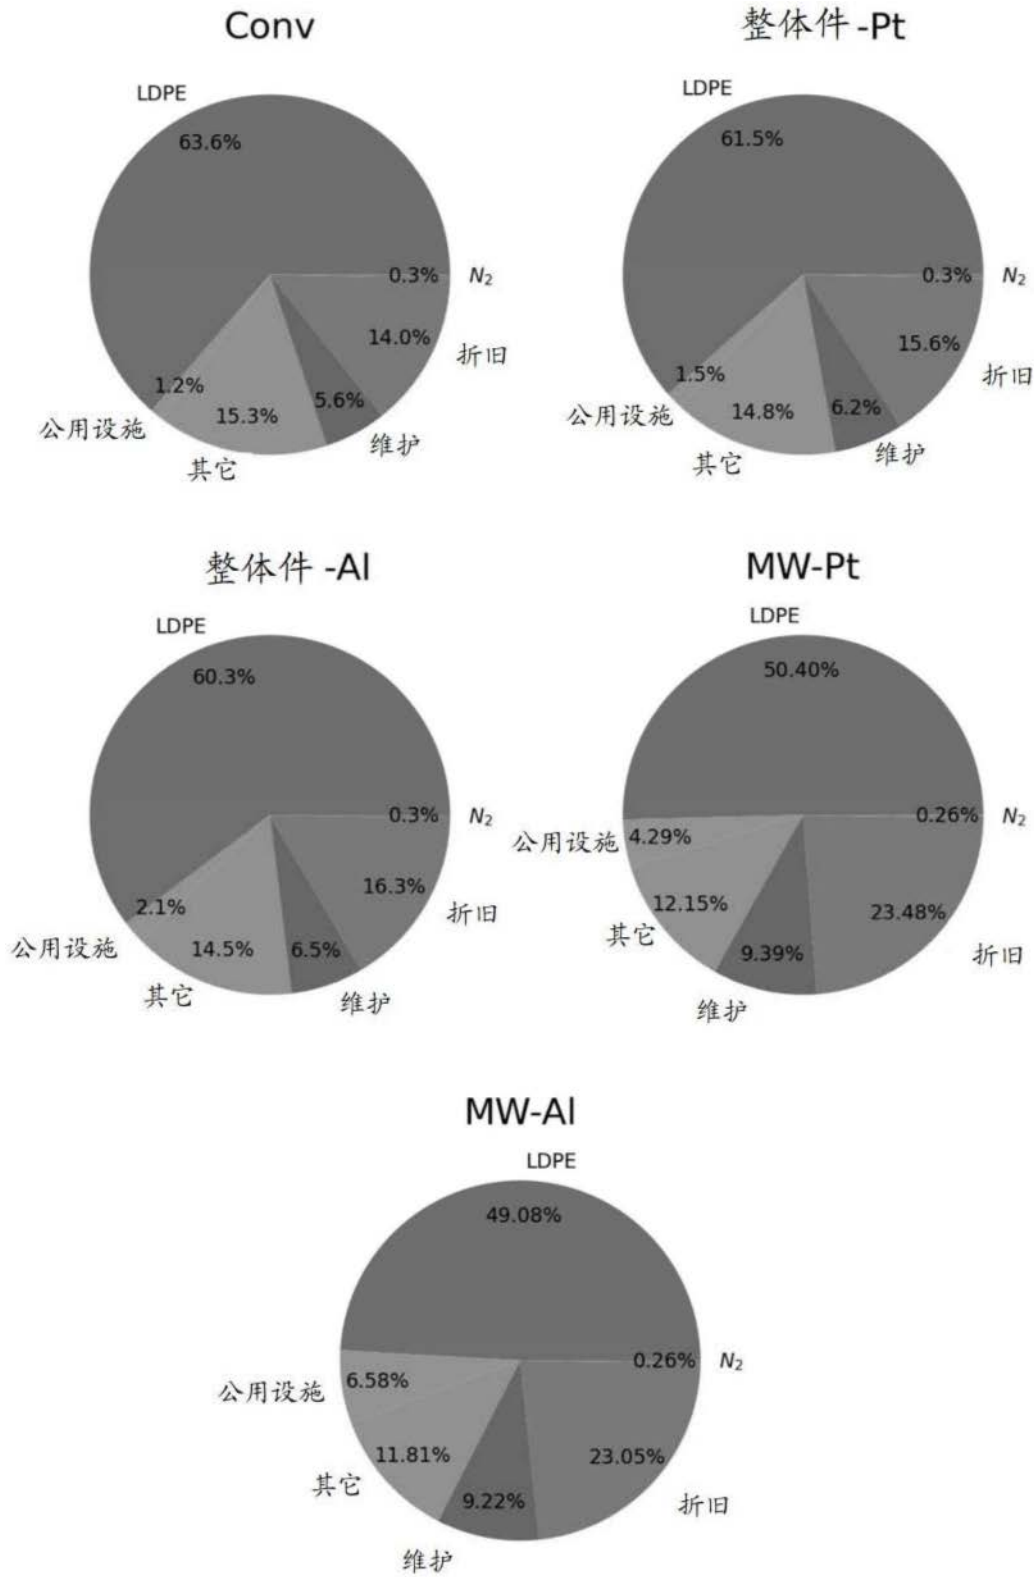 Conv
LDPE
63.6%
0.3%
N₂
14.0%
折旧
1.2%
5.6%
15.3%
公用设施
其它
维护
整体件 -Pt
LDPE
61.5%
0.3%
N₂
15.6%
折旧
1.5%
14.8%
6.2%
公用设施
其它
维护
整体件 -Al
LDPE
60.3%
0.3%
N₂
16.3%
折旧
2.1%
14.5%
6.5%
公用设施
其它
维护
MW-Pt
LDPE
50.40%
0.26%
N₂
公用设施
4.29%
12.15%
23.48%
其它
9.39%
折旧
维护
MW-Al
LDPE
49.08%
0.26%
N₂
公用设施
6.58%
11.81%
23.05%
其它
9.22%
折旧
维护